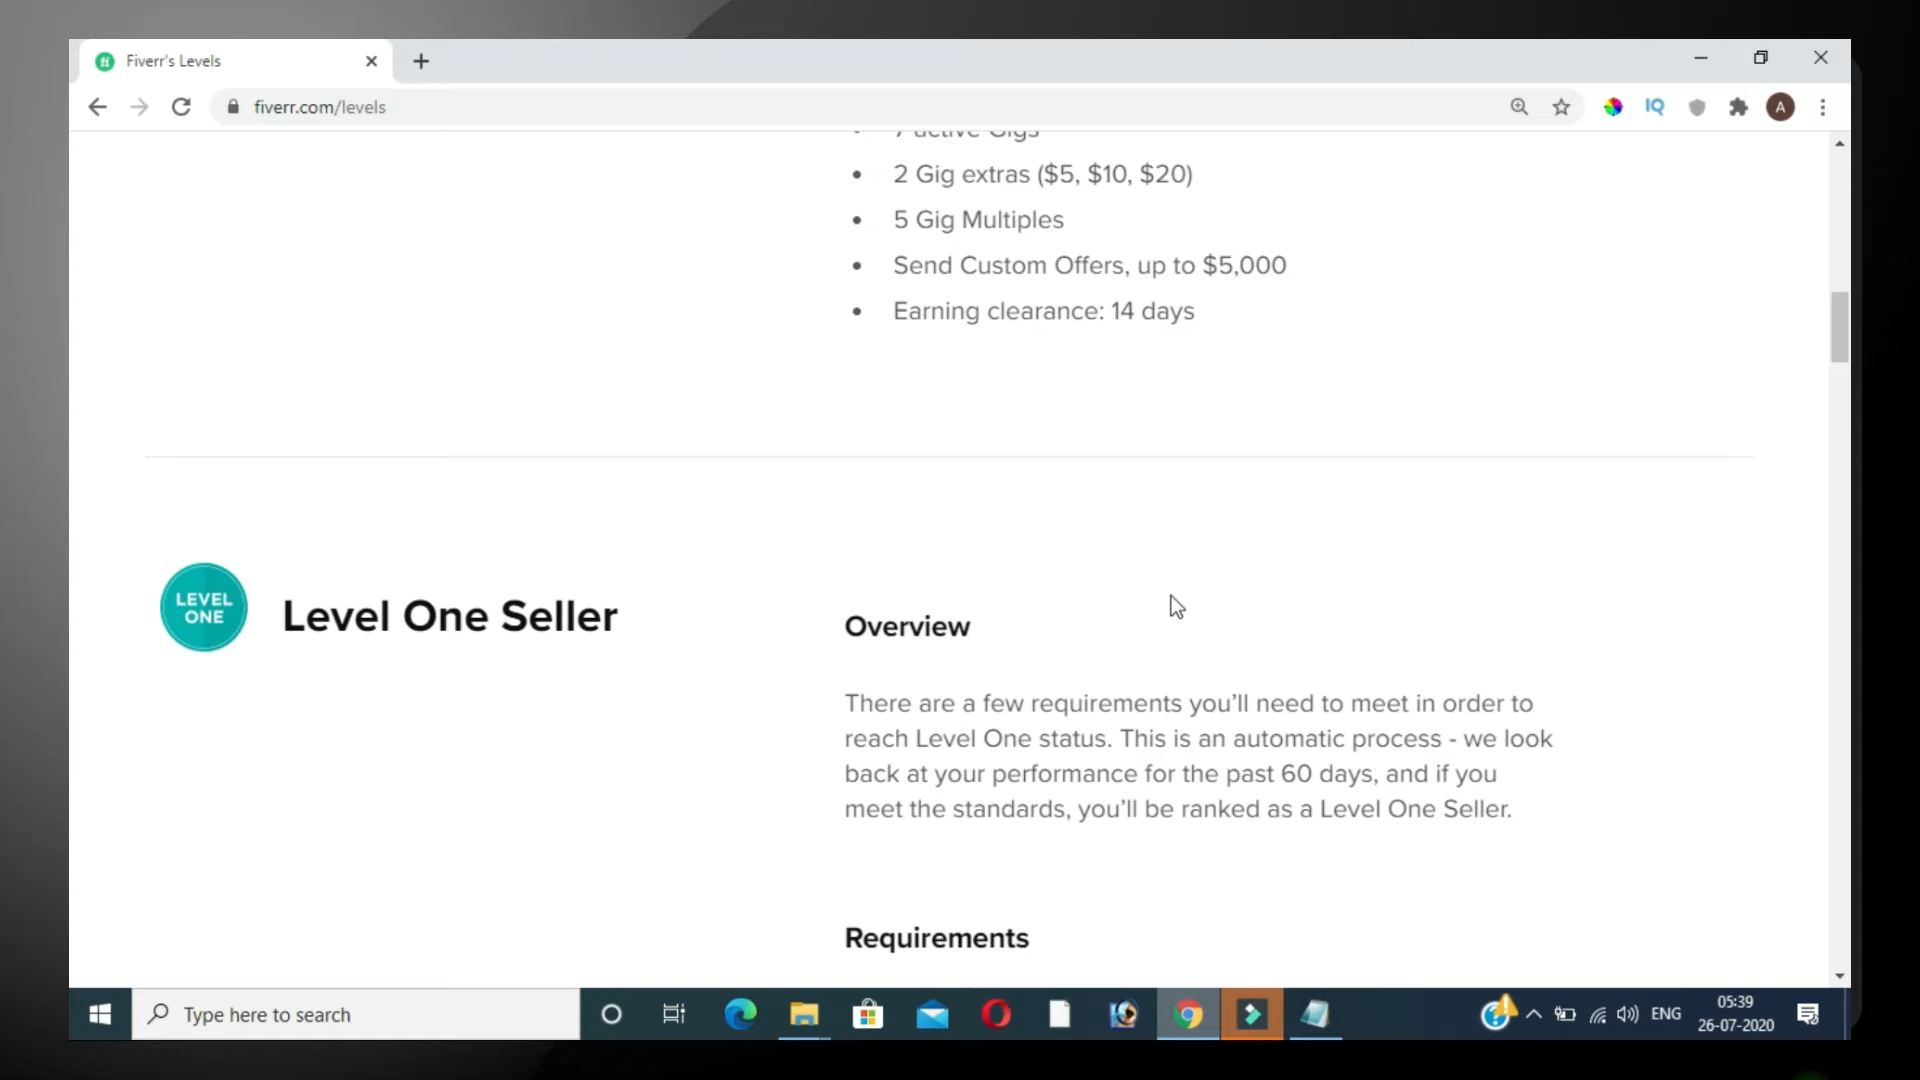 Fiverr's Levels
fiverr.com/levels
IQ
A
7 active Gigs
2 Gig extras ($5, $10, $20)
5 Gig Multiples
Send Custom Offers, up to $5,000
Earning clearance: 14 days
LEVEL
ONE
Level One Seller
Overview
There are a few requirements you'll need to meet in order to
reach Level One status. This is an automatic process - we look
back at your performance for the past 60 days, and if you
meet the standards, you'll be ranked as a Level One Seller.
Requirements
Type here to search
ENG
05:39
26-07-2020